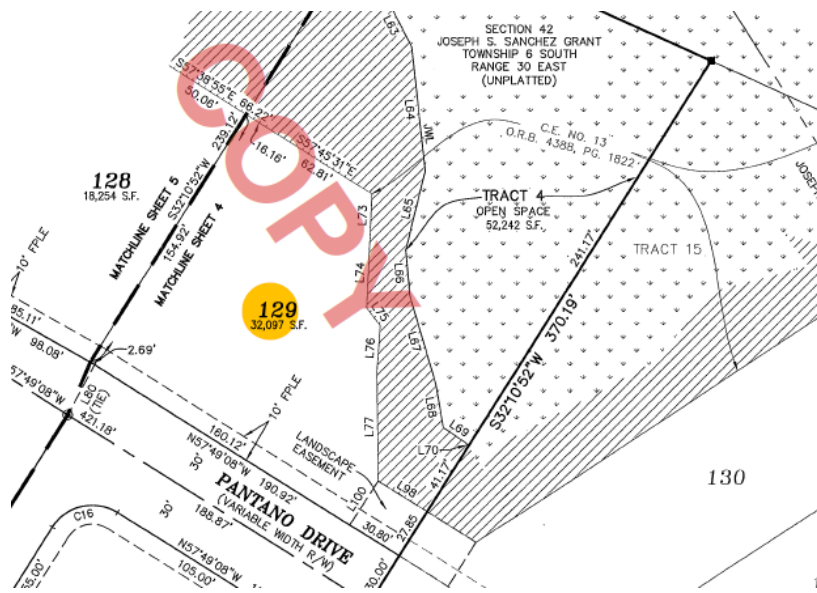 SECTION 42
JOSEPH S. SANCHEZ GRANT
TOWNSHIP 6 SOUTH
RANGE 30 EAST
(UNPLATTED)
L63
L64
JWL
C.E. NO. 13
O.R.B. 4388, PG. 1822
S57°38'55"E 66.22'
50.06'
239.12'
L16.16'
(S57°45'31"E
62.81'
128
18,254 S.F.
MATCHLINE SHEET 5
S32°10'52"W
154.92'
MATCHLINE SHEET 4
COPY
L73
L74
L65
L66
L75
L76
L77
L67
L68
L69
L70
TRACT 4
OPEN SPACE
52,242 S.F.
TRACT 15
241.17'
S32°10'52"W 370.19'
10' FPLE
129
32,097 S.F.
85.11'
98.08'
2.69'
57°49'08"W
421.18'
L80
(TIE)
10' FPLE
160.12'
N57°49'08"W 190.92'
LANDSCAPE
EASEMENT
30'
PANTANO DRIVE
(VARIABLE WIDTH R/W)
188.87'
30'
L100
L98
41.17'
27.85
30.80'
30.00'
130
C16
N57°49'08"W
105.00'
JOSEPH